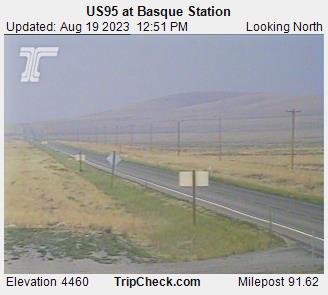 US95 at Basque Station
Updated: Aug 19 2023 12:51 PM Looking North
Elevation 4460 TripCheck.com Milepost 91.62